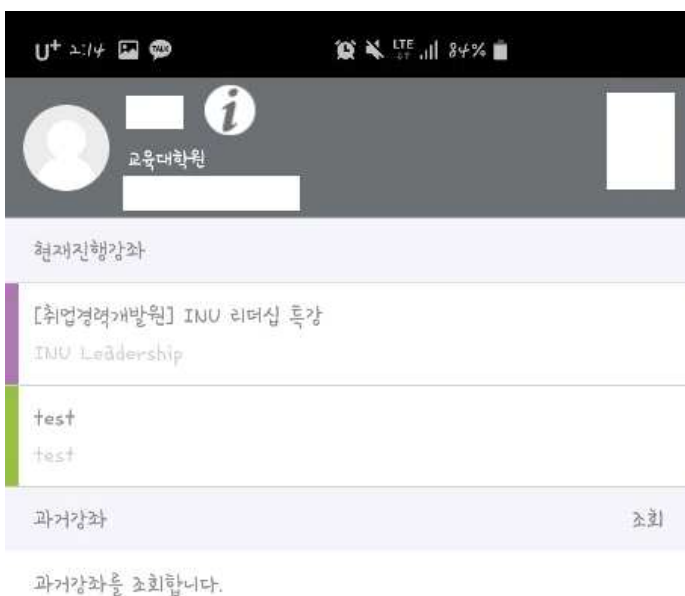 U+ 2:14 TALK LTE 84%
i
교육대학원
현재진행강좌
[취업경력개발원] INU 리더십 특강
INU Leadership
test
test
과거강좌 조회
과거강좌를 조회합니다.